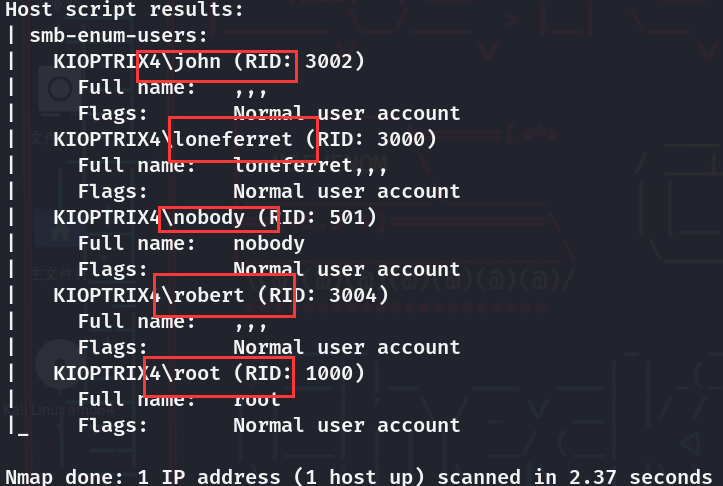 Host script results:
| smb-enum-users:
|   KIOPTRIX4\john (RID: 3002)
|     Full name:   ,,,
|     Flags:       Normal user account
|   KIOPTRIX4\loneferret (RID: 3000)
|     Full name:   loneferret,,,
|     Flags:       Normal user account
|   KIOPTRIX4\nobody (RID: 501)
|     Full name:   nobody
|     Flags:       Normal user account
|   KIOPTRIX4\robert (RID: 3004)
|     Full name:   ,,,
|     Flags:       Normal user account
|   KIOPTRIX4\root (RID: 1000)
|     Full name:   root
|_    Flags:       Normal user account
Nmap done: 1 IP address (1 host up) scanned in 2.37 seconds